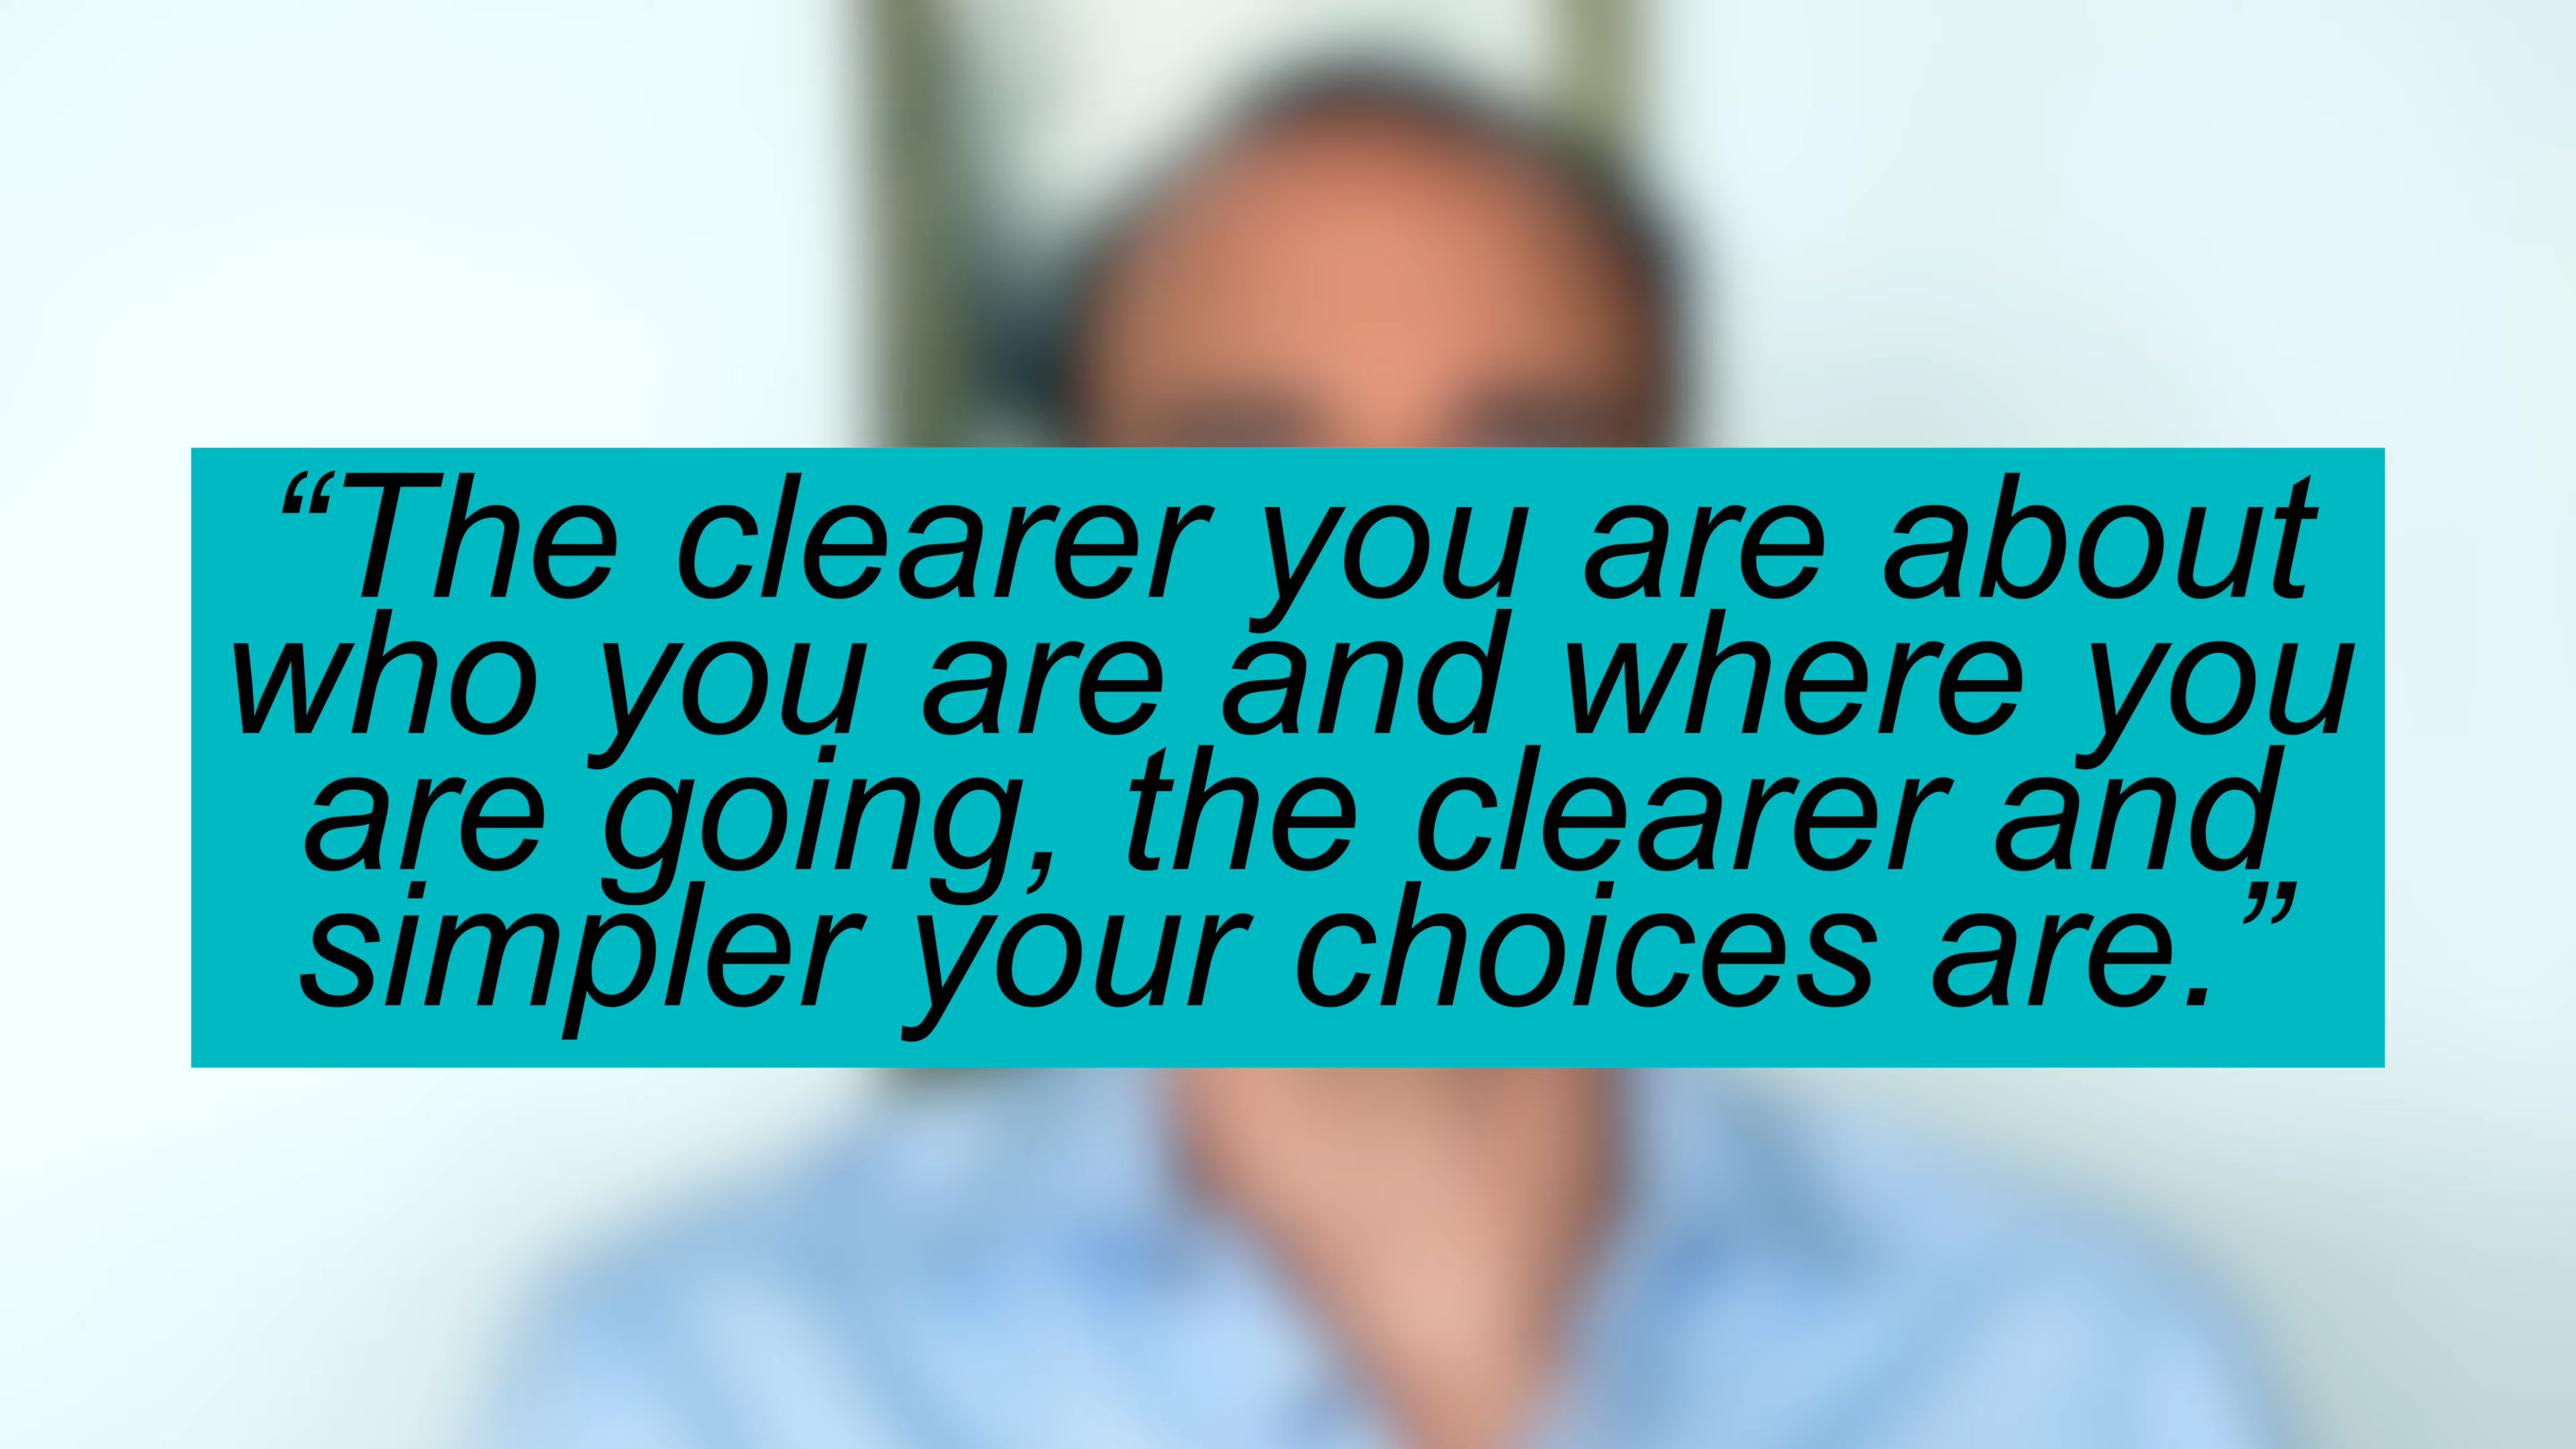 “The clearer you are about
who you are and where you
are going, the clearer and
simpler your choices are.”